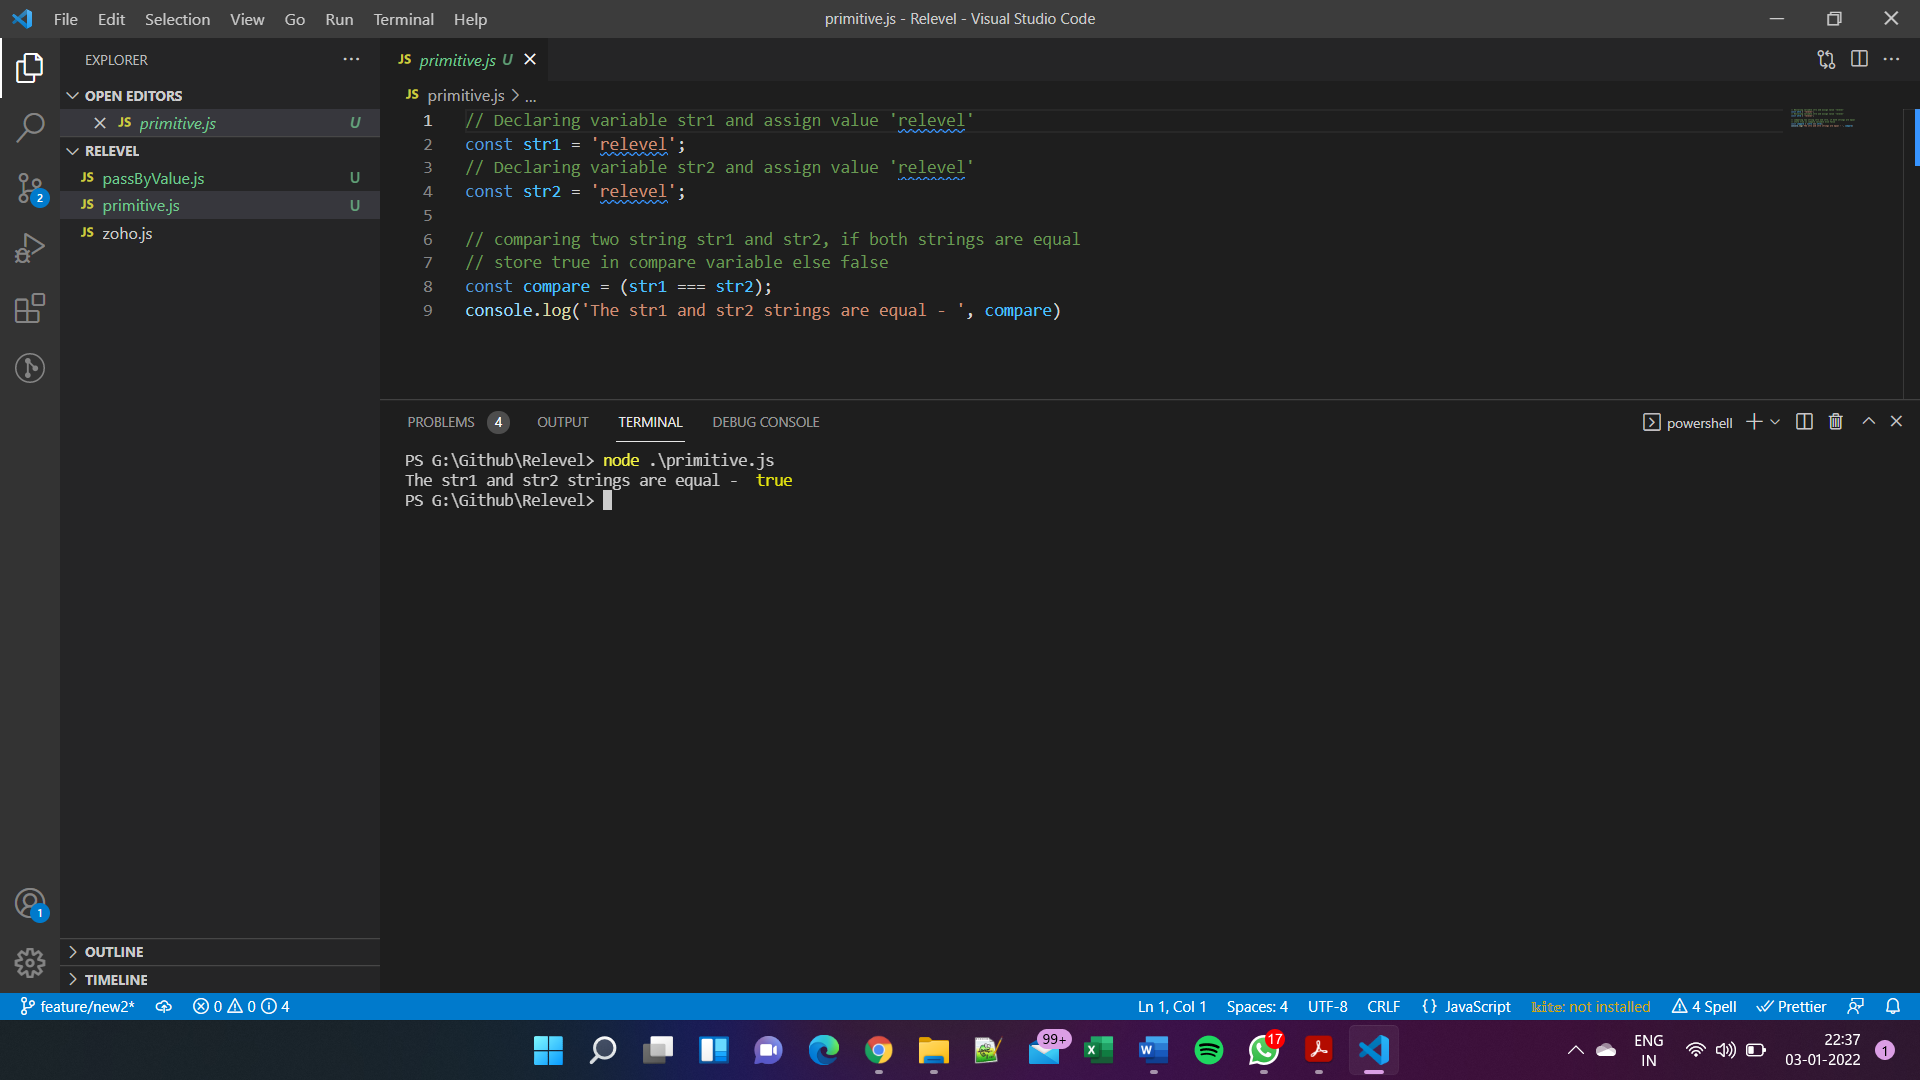 File Edit Selection View Go Run Terminal Help
primitive.js - Relevel - Visual Studio Code
EXPLORER
OPEN EDITORS
JS primitive.js U
RELEVEL
JS passByValue.js U
JS primitive.js U
JS zoho.js
2
1
OUTLINE
TIMELINE
JS primitive.js U
JS primitive.js > ...
1 // Declaring variable str1 and assign value 'relevel'
2 const str1 = 'relevel';
3 // Declaring variable str2 and assign value 'relevel'
4 const str2 = 'relevel';
5
6 // comparing two string str1 and str2, if both strings are equal
7 // store true in compare variable else false
8 const compare = (str1 === str2);
9 console.log('The str1 and str2 strings are equal - ', compare)
PROBLEMS 4 OUTPUT TERMINAL DEBUG CONSOLE
powershell
PS G:\Github\Relevel> node .\primitive.js
The str1 and str2 strings are equal -  true
PS G:\Github\Relevel>
feature/new2* 0 0 4
Ln 1, Col 1 Spaces: 4 UTF-8 CRLF {} JavaScript kite: not installed 4 Spell Prettier
99+ 17
ENG
IN
22:37
03-01-2022
1